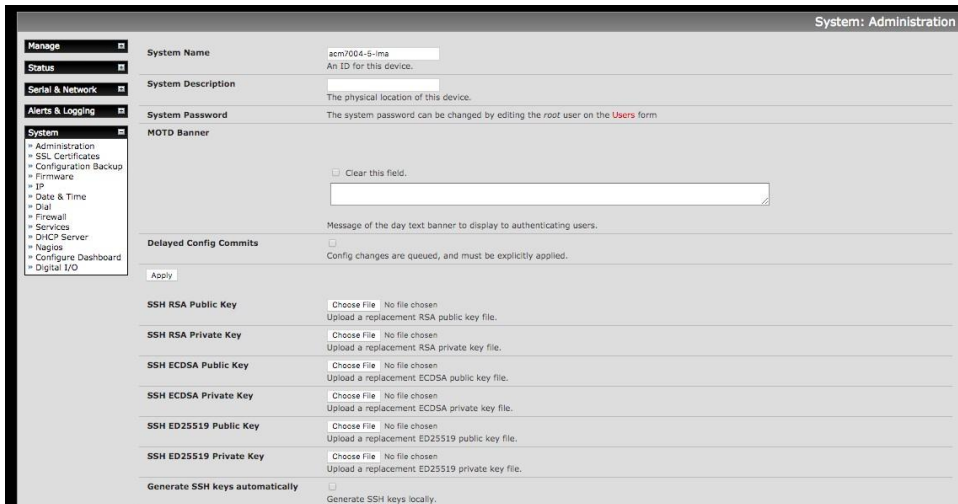 System: Administration
Manage
Status
Serial & Network
Alerts & Logging
System
» Administration
» SSL Certificates
» Configuration Backup
» Firmware
» IP
» Date & Time
» Dial
» Firewall
» Services
» DHCP Server
» Nagios
» Configure Dashboard
» Digital I/O
System Name
acm7004-5-lma
An ID for this device.
System Description
The physical location of this device.
System Password
The system password can be changed by editing the root user on the Users form
MOTD Banner
Clear this field.
Message of the day text banner to display to authenticating users.
Delayed Config Commits
Config changes are queued, and must be explicitly applied.
Apply
SSH RSA Public Key
Choose File No file chosen
Upload a replacement RSA public key file.
SSH RSA Private Key
Choose File No file chosen
Upload a replacement RSA private key file.
SSH ECDSA Public Key
Choose File No file chosen
Upload a replacement ECDSA public key file.
SSH ECDSA Private Key
Choose File No file chosen
Upload a replacement ECDSA private key file.
SSH ED25519 Public Key
Choose File No file chosen
Upload a replacement ED25519 public key file.
SSH ED25519 Private Key
Choose File No file chosen
Upload a replacement ED25519 private key file.
Generate SSH keys automatically
Generate SSH keys locally.